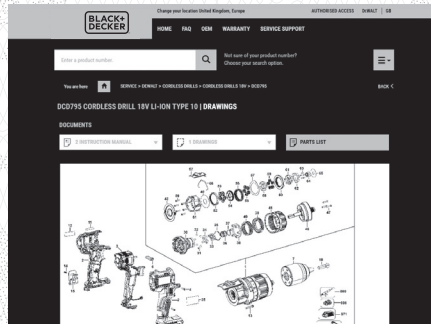 Change your location United Kingdom, Europe
AUTHORISED ACCESS DeWALT GB
BLACK+
DECKER
HOME FAQ OEM WARRANTY SERVICE SUPPORT
Enter a product number.
Not sure of your product number?
Choose your search option.
You are here
SERVICE > DEWALT > CORDLESS DRILLS > CORDLESS DRILLS 18V > DCD795
BACK <
DCD795 CORDLESS DRILL 18V LI-ION TYPE 10 | DRAWINGS
DOCUMENTS
2 INSTRUCTION MANUAL
1 DRAWINGS
PARTS LIST